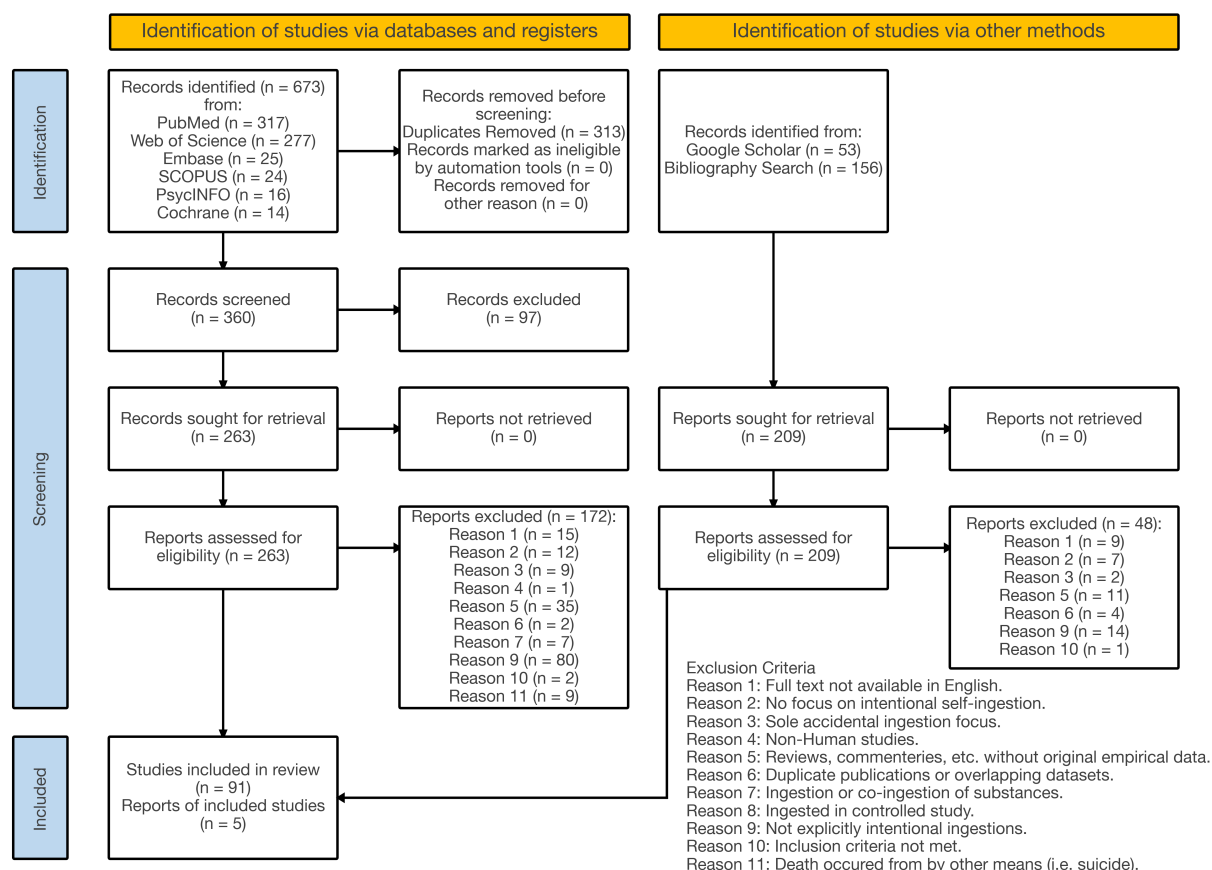 Identification of studies via databases and registers
Identification of studies via other methods
Identification
Records identified (n = 673)
from:
PubMed (n = 317)
Web of Science (n = 277)
Embase (n = 25)
SCOPUS (n = 24)
PsycINFO (n = 16)
Cochrane (n = 14)
Records removed before
screening:
Duplicates Removed (n = 313)
Records marked as ineligible
by automation tools (n = 0)
Records removed for
other reason (n = 0)
Records identified from:
Google Scholar (n = 53)
Bibliography Search (n = 156)
Screening
Records screened
(n = 360)
Records excluded
(n = 97)
Records sought for retrieval
(n = 263)
Reports not retrieved
(n = 0)
Reports sought for retrieval
(n = 209)
Reports not retrieved
(n = 0)
Reports assessed for
eligibility (n = 263)
Reports excluded (n = 172):
Reason 1 (n = 15)
Reason 2 (n = 12)
Reason 3 (n = 9)
Reason 4 (n = 1)
Reason 5 (n = 35)
Reason 6 (n = 2)
Reason 7 (n = 7)
Reason 9 (n = 80)
Reason 10 (n = 2)
Reason 11 (n = 9)
Reports assessed for
eligibility (n = 209)
Reports excluded (n = 48):
Reason 1 (n = 9)
Reason 2 (n = 7)
Reason 3 (n = 2)
Reason 5 (n = 11)
Reason 6 (n = 4)
Reason 9 (n = 14)
Reason 10 (n = 1)
Included
Studies included in review
(n = 91)
Reports of included studies
(n = 5)
Exclusion Criteria
Reason 1: Full text not available in English.
Reason 2: No focus on intentional self-ingestion.
Reason 3: Sole accidental ingestion focus.
Reason 4: Non-Human studies.
Reason 5: Reviews, commenteries, etc. without original empirical data.
Reason 6: Duplicate publications or overlapping datasets.
Reason 7: Ingestion or co-ingestion of substances.
Reason 8: Ingested in controlled study.
Reason 9: Not explicitly intentional ingestions.
Reason 10: Inclusion criteria not met.
Reason 11: Death occured from by other means (i.e. suicide).